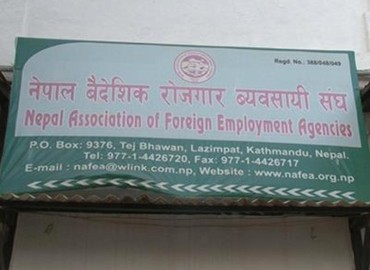 Regd. No.: 388/048/049
नेपाल बैदेशिक रोजगार ब्यवसायी संघ
Nepal Association of Foreign Employment Agencies
P.O. Box: 9376, Tej Bhawan, Lazimpat, Kathmandu, Nepal.
Tel: 977-1-4426720, Fax: 977-1-4426717
E-mail : nafea@wlink.com.np, Website : www.nafea.org.np